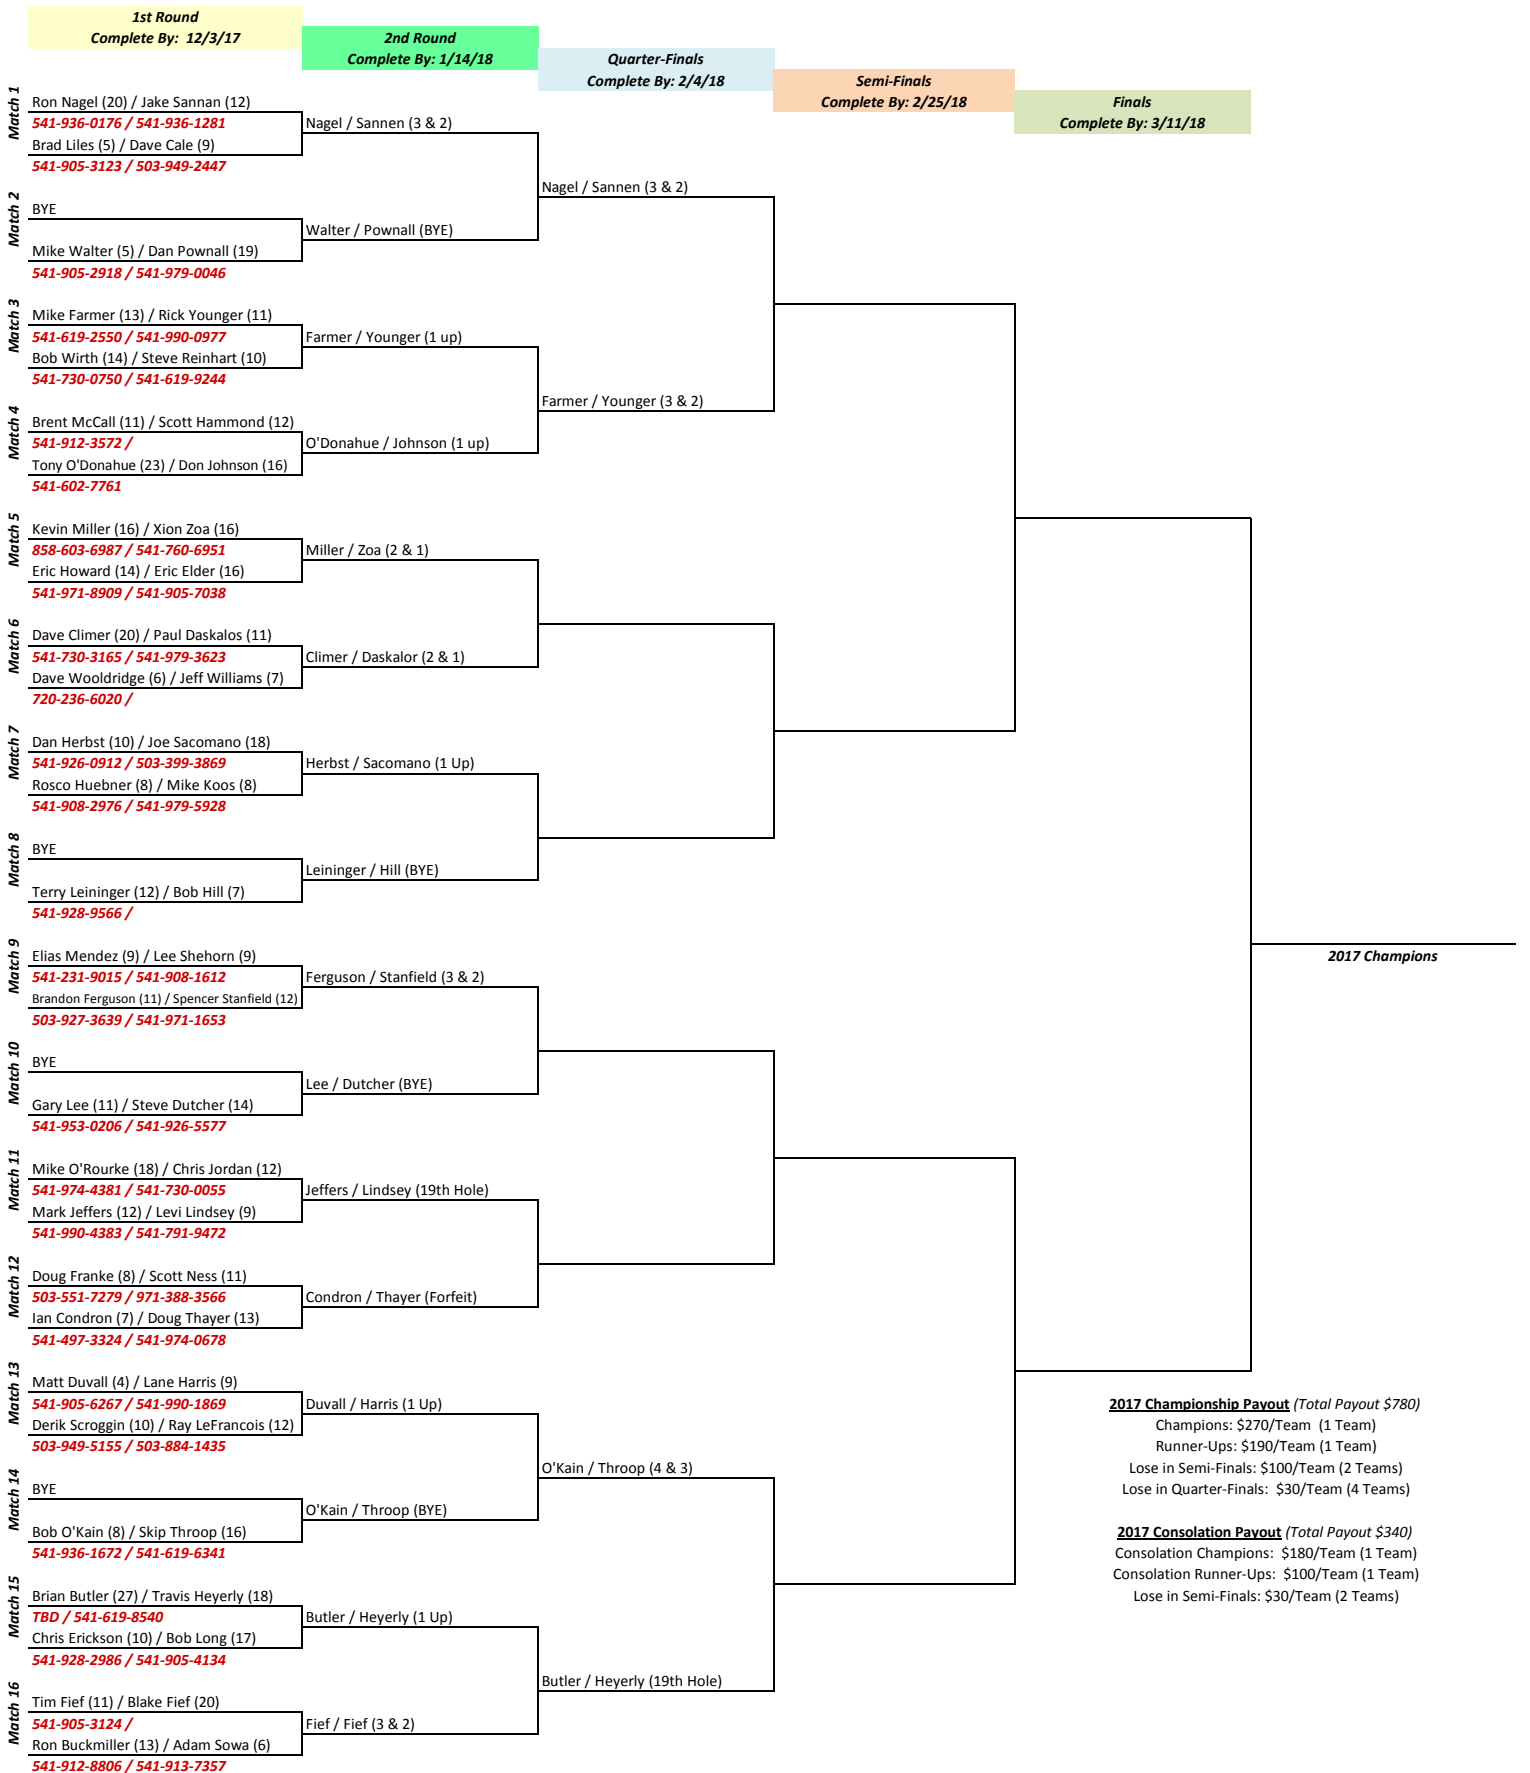 1st Round
Complete By:  12/3/17
2nd Round
Complete By: 1/14/18
Quarter-Finals
Complete By: 2/4/18
Semi-Finals
Complete By: 2/25/18
Finals
Complete By: 3/11/18
Match 1
Ron Nagel (20) / Jake Sannan (12)
541-936-0176 / 541-936-1281
Brad Liles (5) / Dave Cale (9)
541-905-3123 / 503-949-2447
Nagel / Sannen (3 & 2)
Match 2
BYE
Mike Walter (5) / Dan Pownall (19)
541-905-2918 / 541-979-0046
Walter / Pownall (BYE)
Nagel / Sannen (3 & 2)
Match 3
Mike Farmer (13) / Rick Younger (11)
541-619-2550 / 541-990-0977
Bob Wirth (14) / Steve Reinhart (10)
541-730-0750 / 541-619-9244
Farmer / Younger (1 up)
Match 4
Brent McCall (11) / Scott Hammond (12)
541-912-3572 /
Tony O'Donahue (23) / Don Johnson (16)
541-602-7761
O'Donahue / Johnson (1 up)
Farmer / Younger (3 & 2)
Match 5
Kevin Miller (16) / Xion Zoa (16)
858-603-6987 / 541-760-6951
Eric Howard (14) / Eric Elder (16)
541-971-8909 / 541-905-7038
Miller / Zoa (2 & 1)
Match 6
Dave Climer (20) / Paul Daskalos (11)
541-730-3165 / 541-979-3623
Dave Wooldridge (6) / Jeff Williams (7)
720-236-6020 /
Climer / Daskalor (2 & 1)
Match 7
Dan Herbst (10) / Joe Sacomano (18)
541-926-0912 / 503-399-3869
Rosco Huebner (8) / Mike Koos (8)
541-908-2976 / 541-979-5928
Herbst / Sacomano (1 Up)
Match 8
BYE
Terry Leininger (12) / Bob Hill (7)
541-928-9566 /
Leininger / Hill (BYE)
Match 9
Elias Mendez (9) / Lee Shehorn (9)
541-231-9015 / 541-908-1612
Brandon Ferguson (11) / Spencer Stanfield (12)
503-927-3639 / 541-971-1653
Ferguson / Stanfield (3 & 2)
2017 Champions
Match 10
BYE
Gary Lee (11) / Steve Dutcher (14)
541-953-0206 / 541-926-5577
Lee / Dutcher (BYE)
Match 11
Mike O'Rourke (18) / Chris Jordan (12)
541-974-4381 / 541-730-0055
Mark Jeffers (12) / Levi Lindsey (9)
541-990-4383 / 541-791-9472
Jeffers / Lindsey (19th Hole)
Match 12
Doug Franke (8) / Scott Ness (11)
503-551-7279 / 971-388-3566
Ian Condron (7) / Doug Thayer (13)
541-497-3324 / 541-974-0678
Condron / Thayer (Forfeit)
Match 13
Matt Duvall (4) / Lane Harris (9)
541-905-6267 / 541-990-1869
Derik Scroggin (10) / Ray LeFrancois (12)
503-949-5155 / 503-884-1435
Duvall / Harris (1 Up)
Match 14
BYE
Bob O'Kain (8) / Skip Throop (16)
541-936-1672 / 541-619-6341
O'Kain / Throop (BYE)
O'Kain / Throop (4 & 3)
Match 15
Brian Butler (27) / Travis Heyerly (18)
TBD / 541-619-8540
Chris Erickson (10) / Bob Long (17)
541-928-2986 / 541-905-4134
Butler / Heyerly (1 Up)
Match 16
Tim Fief (11) / Blake Fief (20)
541-905-3124 /
Ron Buckmiller (13) / Adam Sowa (6)
541-912-8806 / 541-913-7357
Fief / Fief (3 & 2)
Butler / Heyerly (19th Hole)
2017 Championship Payout (Total Payout $780)
Champions: $270/Team  (1 Team)
Runner-Ups: $190/Team (1 Team)
Lose in Semi-Finals: $100/Team (2 Teams)
Lose in Quarter-Finals:  $30/Team (4 Teams)
2017 Consolation Payout (Total Payout $340)
Consolation Champions:  $180/Team (1 Team)
Consolation Runner-Ups:  $100/Team (1 Team)
Lose in Semi-Finals: $30/Team (2 Teams)